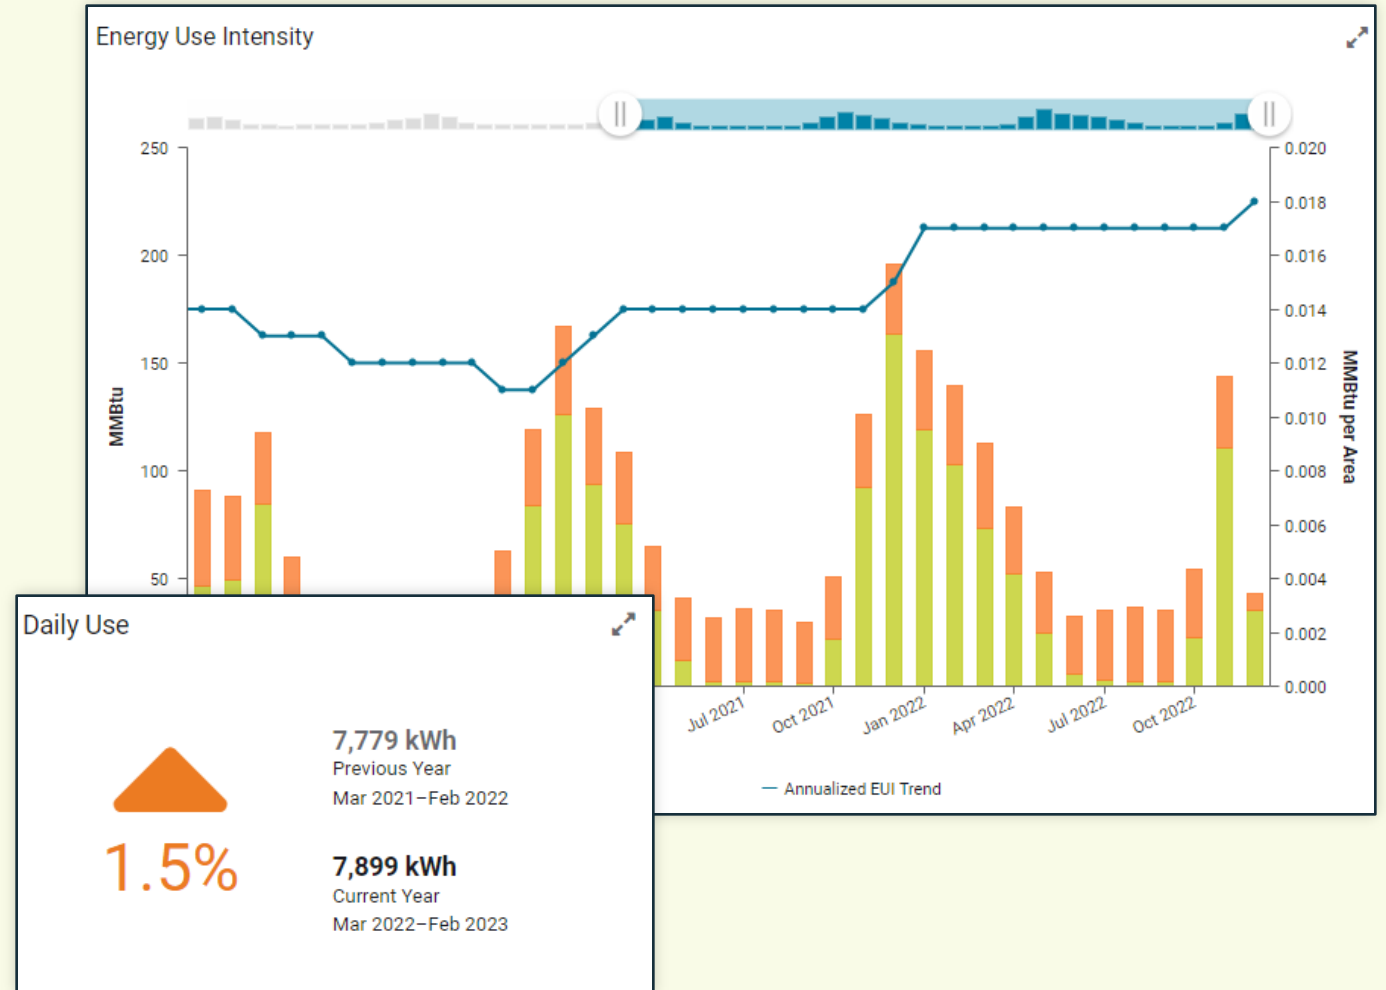 Energy Use Intensity
250
200
150
100
50
MMBtu
0.020
0.018
0.016
0.014
0.012
0.010
0.008
0.006
0.004
0.002
0.000
MMBtu per Area
Jul 2021
Oct 2021
Jan 2022
Apr 2022
Jul 2022
Oct 2022
Annualized EUI Trend
Daily Use
1.5%
7,779 kWh
Previous Year
Mar 2021–Feb 2022
7,899 kWh
Current Year
Mar 2022–Feb 2023